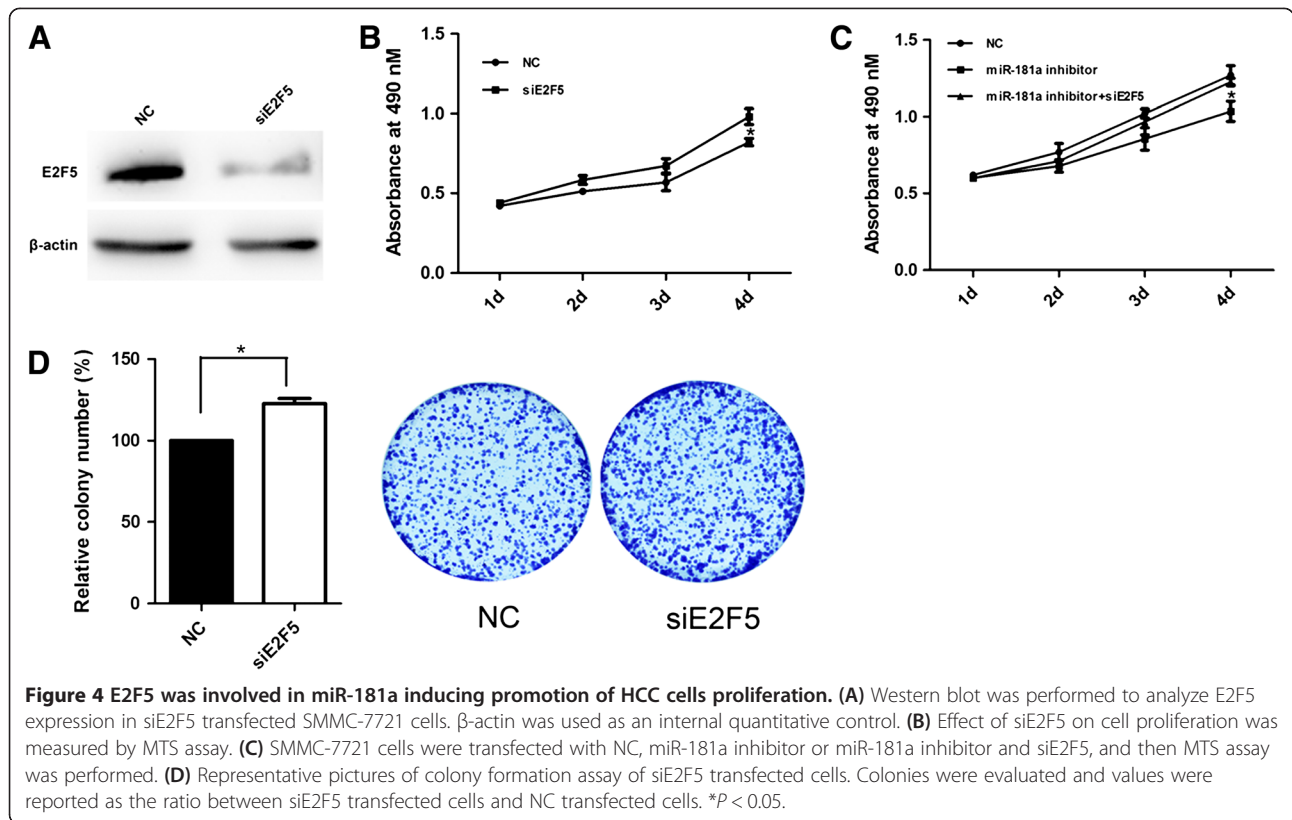 A
NC
siE2F5
E2F5
β-actin
B
Absorbance at 490 nM
1.5
1.0
0.5
0.0
NC
siE2F5
*
1d
2d
3d
4d
C
Absorbance at 490 nM
1.5
1.0
0.5
0.0
NC
miR-181a inhibitor
miR-181a inhibitor+siE2F5
*
1d
2d
3d
4d
D
Relative colony number (%)
150
100
50
0
*
NC
siE2F5
NC
siE2F5
Figure 4 E2F5 was involved in miR-181a inducing promotion of HCC cells proliferation. (A) Western blot was performed to analyze E2F5
expression in siE2F5 transfected SMMC-7721 cells. β-actin was used as an internal quantitative control. (B) Effect of siE2F5 on cell proliferation was
measured by MTS assay. (C) SMMC-7721 cells were transfected with NC, miR-181a inhibitor or miR-181a inhibitor and siE2F5, and then MTS assay
was performed. (D) Representative pictures of colony formation assay of siE2F5 transfected cells. Colonies were evaluated and values were
reported as the ratio between siE2F5 transfected cells and NC transfected cells. *P < 0.05.